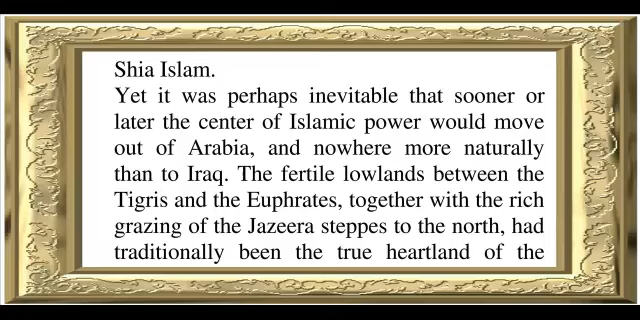 Shia Islam.
Yet it was perhaps inevitable that sooner or
later the center of Islamic power would move
out of Arabia, and nowhere more naturally
than to Iraq. The fertile lowlands between the
Tigris and the Euphrates, together with the rich
grazing of the Jazeera steppes to the north, had
traditionally been the true heartland of the